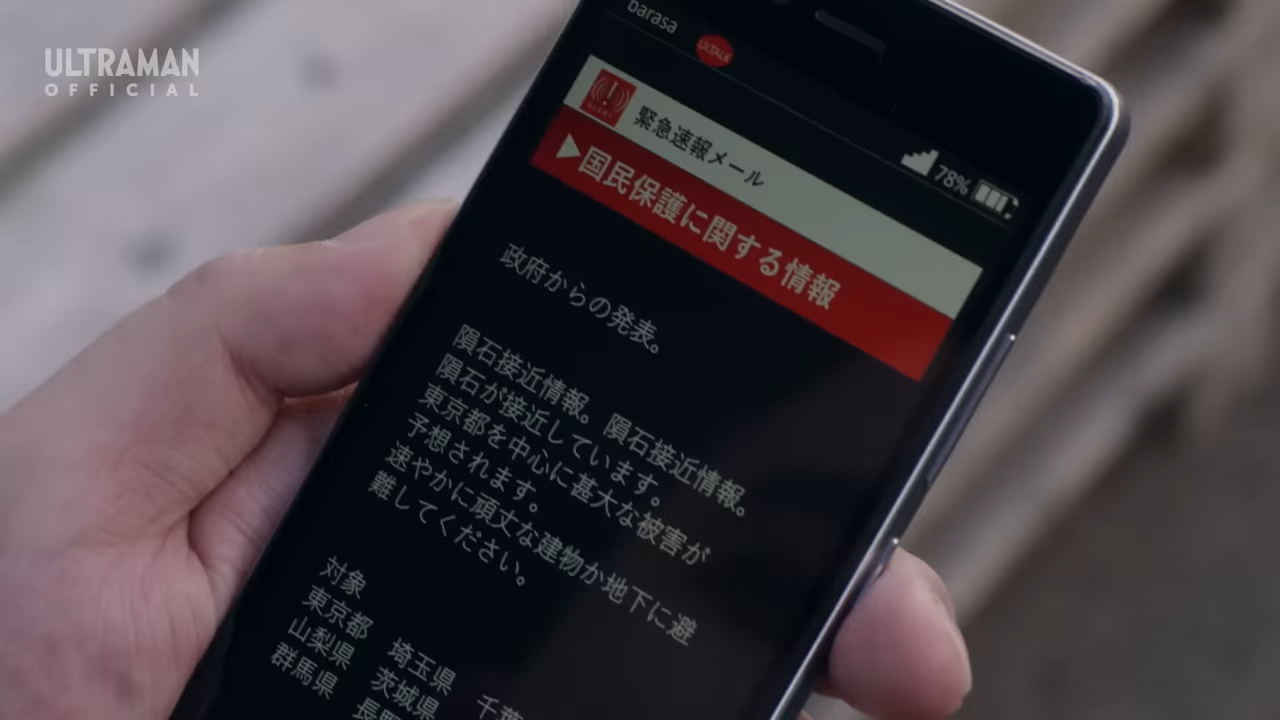 ULTRAMAN
OFFICIAL
barasa
ULTALK
78%
ALERT
緊急速報メール
▶国民保護に関する情報
政府からの発表。
隕石接近情報。隕石接近情報。
隕石が接近しています。
東京都を中心に甚大な被害が
予想されます。
速やかに頑丈な建物か地下に避
難してください。
対象
東京都 埼玉県 千葉
山梨県 茨城県
群馬県